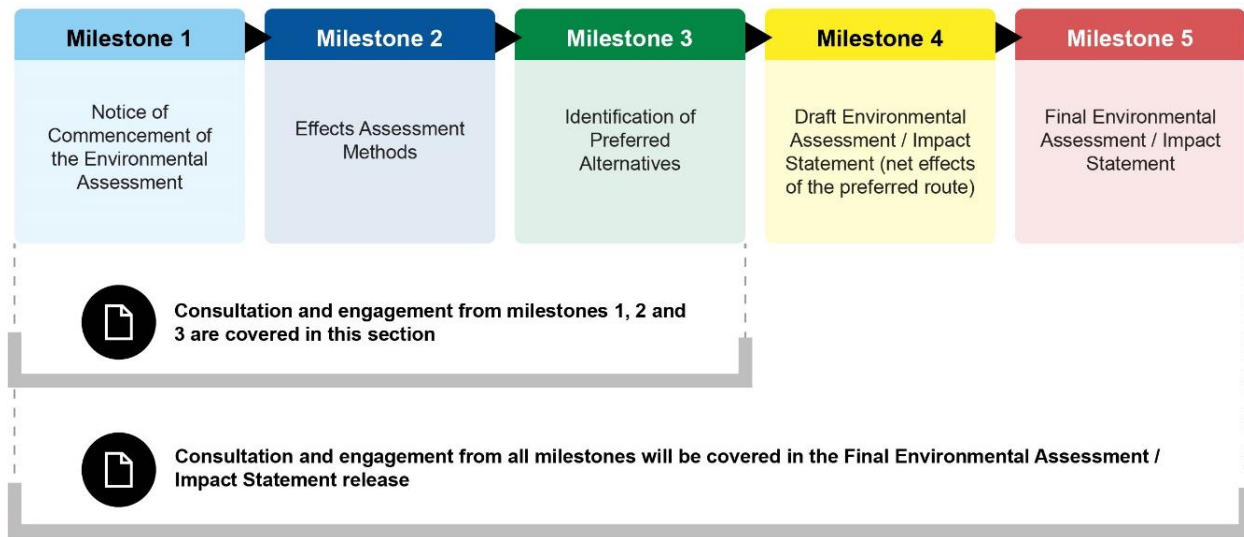 Milestone 1
Milestone 2
Milestone 3
Milestone 4
Milestone 5
Notice of
Commencement of
the Environmental
Assessment
Effects Assessment
Methods
Identification of
Preferred
Alternatives
Draft Environmental
Assessment / Impact
Statement (net effects
of the preferred route)
Final Environmental
Assessment / Impact
Statement
Consultation and engagement from milestones 1, 2 and
3 are covered in this section
Consultation and engagement from all milestones will be covered in the Final Environmental Assessment /
Impact Statement release